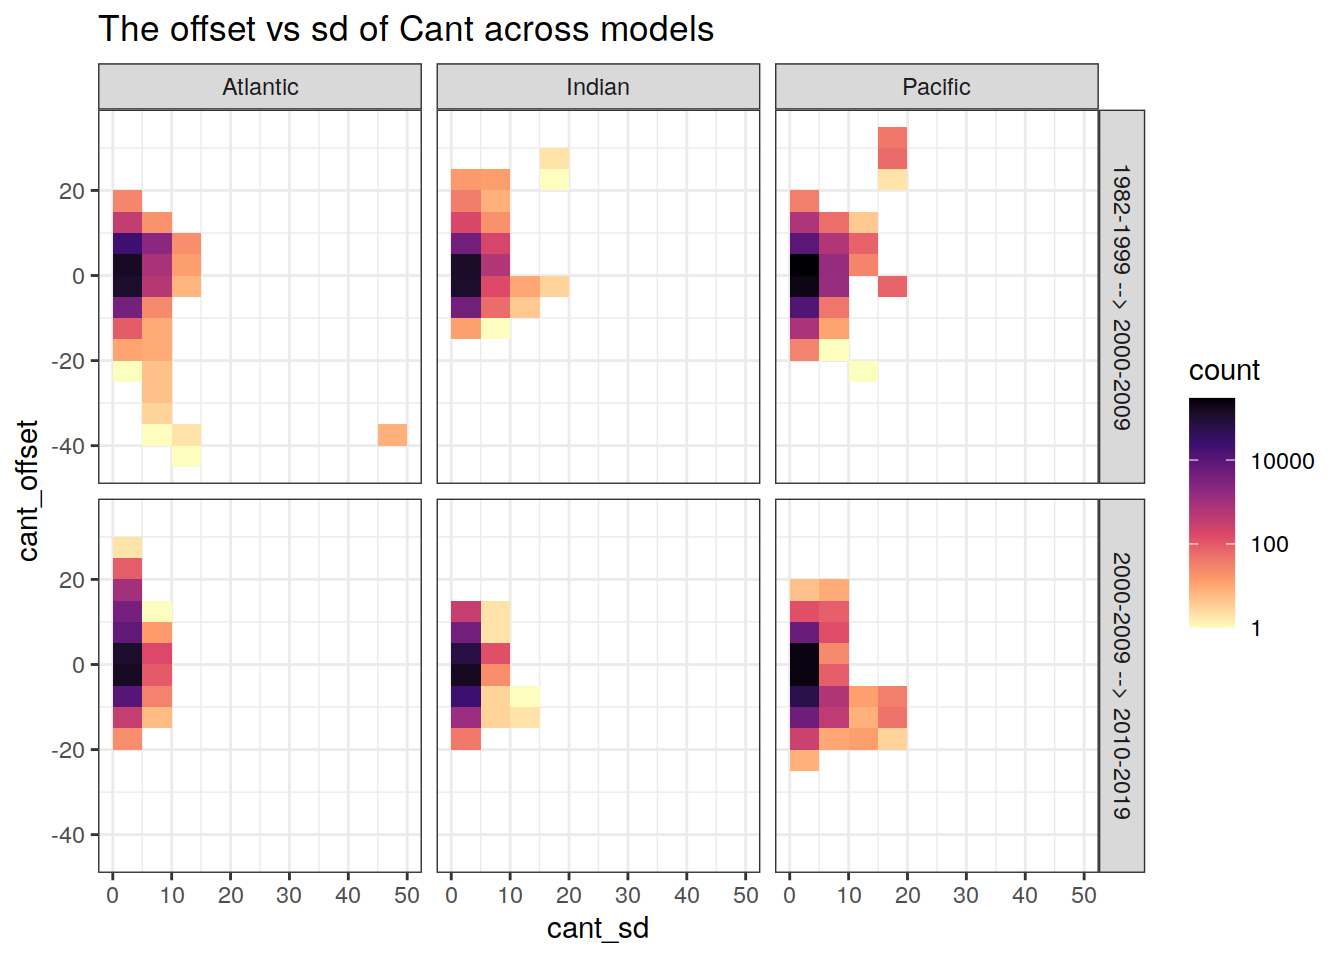 The offset vs sd of Cant across models
Atlantic
Indian
Pacific
1982-1999 --> 2000-2009
2000-2009 --> 2010-2019
cant_offset
20
0
-20
-40
20
0
-20
-40
0 10 20 30 40 50
0 10 20 30 40 50
0 10 20 30 40 50
cant_sd
count
10000
100
1